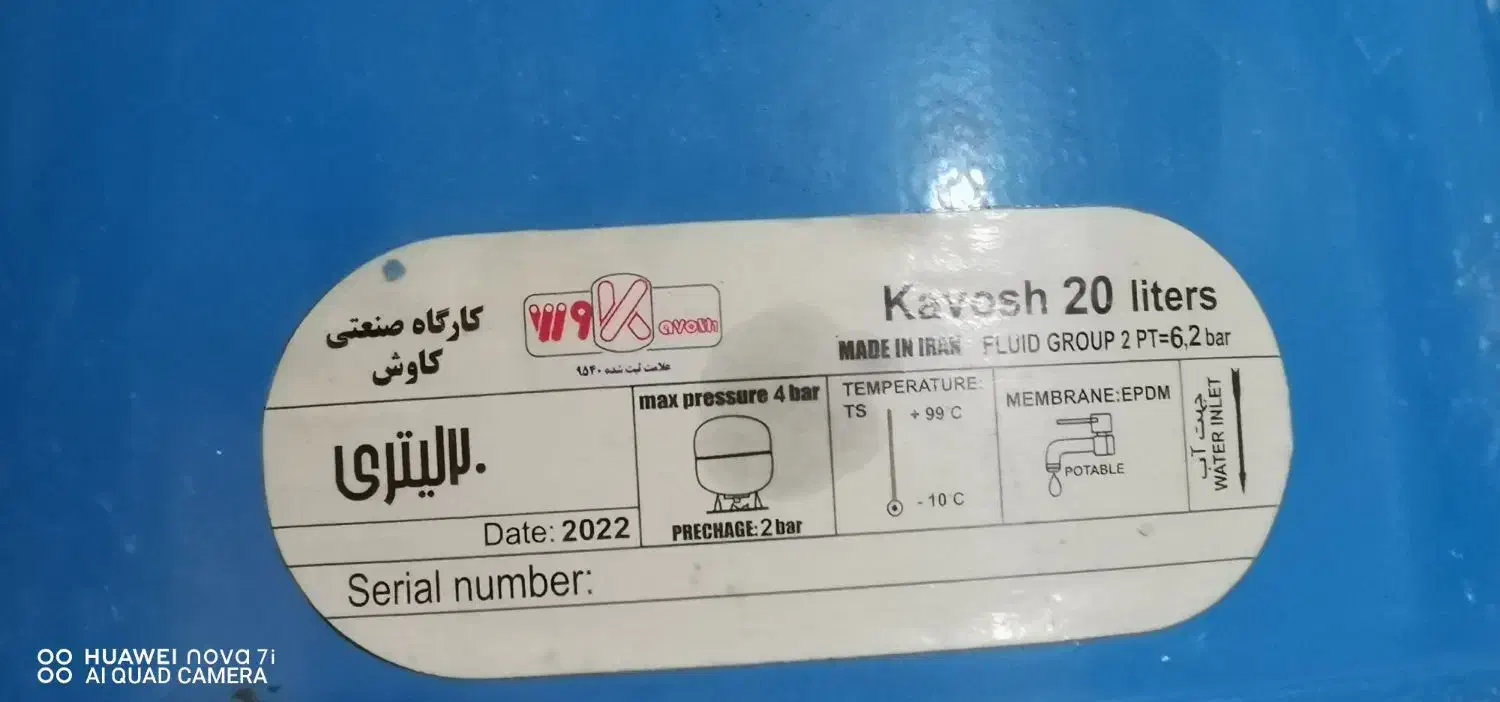 کارگاه صنعتی
کاوش
کاوش Kavosh
علامت ثبت شده ۹۵۴۰
Kavosh 20 liters
MADE IN IRAN FLUID GROUP 2 PT=6,2 bar
۲۰لیتری
Date: 2022
max pressure 4 bar
PRECHAGE: 2 bar
TEMPERATURE:
TS + 99°C
- 10°C
MEMBRANE:EPDM
POTABLE
جهت آب
WATER INLET
Serial number:
HUAWEI nova 7i
AI QUAD CAMERA